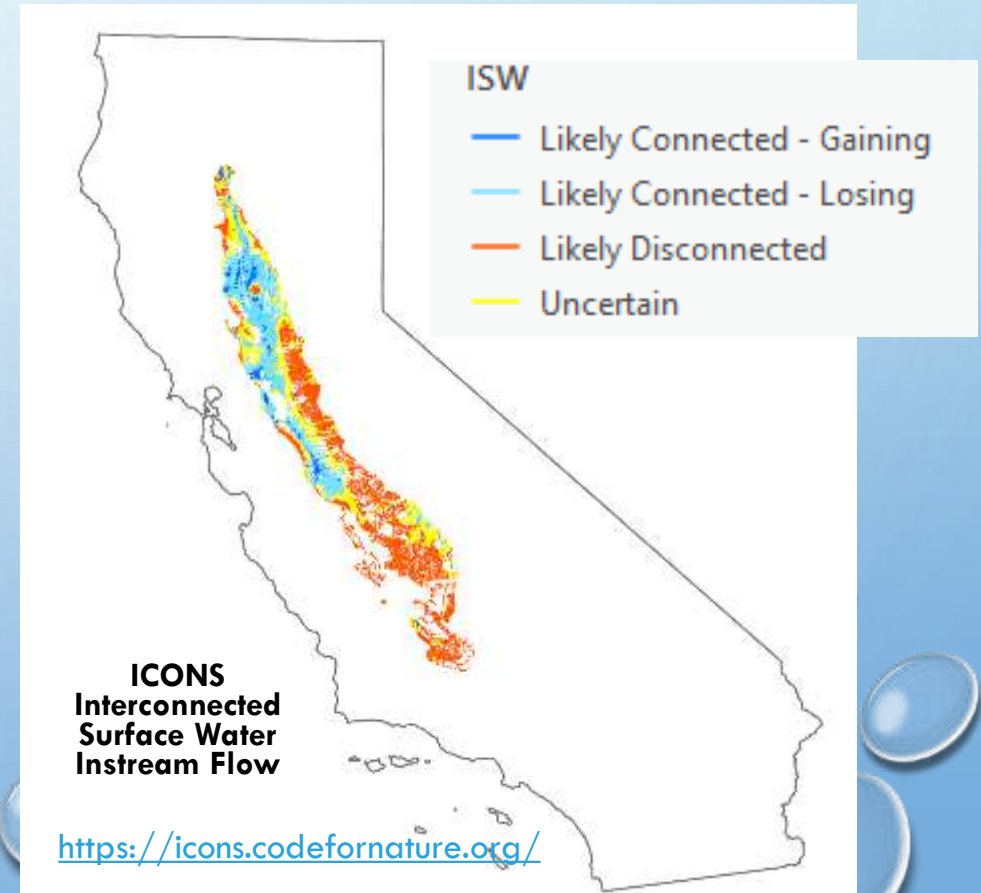 ISW
Likely Connected - Gaining
Likely Connected - Losing
Likely Disconnected
Uncertain
ICONS
Interconnected
Surface Water
Instream Flow
https://icons.codefornature.org/